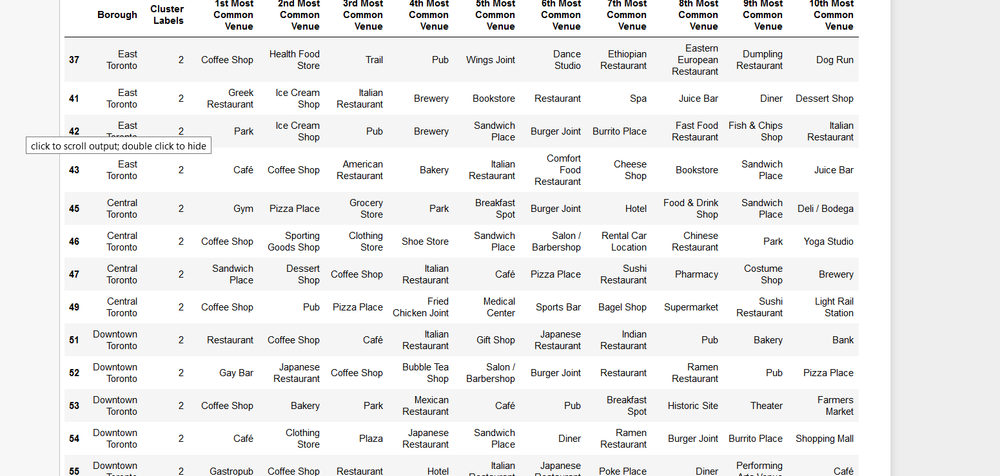 Borough Cluster Labels 1st Most Common Venue 2nd Most Common Venue 3rd Most Common Venue 4th Most Common Venue 5th Most Common Venue 6th Most Common Venue 7th Most Common Venue 8th Most Common Venue 9th Most Common Venue 10th Most Common Venue
37 East Toronto 2 Coffee Shop Health Food Store Trail Pub Wings Joint Dance Studio Ethiopian Restaurant Eastern European Restaurant Dumpling Restaurant Dog Run
41 East Toronto 2 Greek Restaurant Ice Cream Shop Italian Restaurant Brewery Bookstore Restaurant Spa Juice Bar Diner Dessert Shop
42 East Toronto 2 Park Ice Cream Shop Pub Brewery Sandwich Place Burger Joint Burrito Place Fast Food Restaurant Fish & Chips Shop Italian Restaurant
click to scroll output; double click to hide
43 East Toronto 2 Café Coffee Shop American Restaurant Bakery Italian Restaurant Comfort Food Restaurant Cheese Shop Bookstore Sandwich Place Juice Bar
45 Central Toronto 2 Gym Pizza Place Grocery Store Park Breakfast Spot Burger Joint Hotel Food & Drink Shop Sandwich Place Deli / Bodega
46 Central Toronto 2 Coffee Shop Sporting Goods Shop Clothing Store Shoe Store Sandwich Place Salon / Barbershop Rental Car Location Chinese Restaurant Park Yoga Studio
47 Central Toronto 2 Sandwich Place Dessert Shop Coffee Shop Italian Restaurant Café Pizza Place Sushi Restaurant Pharmacy Costume Shop Brewery
49 Central Toronto 2 Coffee Shop Pub Pizza Place Fried Chicken Joint Medical Center Sports Bar Bagel Shop Supermarket Sushi Restaurant Light Rail Station
51 Downtown Toronto 2 Restaurant Coffee Shop Café Italian Restaurant Gift Shop Japanese Restaurant Indian Restaurant Pub Bakery Bank
52 Downtown Toronto 2 Gay Bar Japanese Restaurant Coffee Shop Bubble Tea Shop Salon / Barbershop Burger Joint Restaurant Ramen Restaurant Pub Pizza Place
53 Downtown Toronto 2 Coffee Shop Bakery Park Mexican Restaurant Café Pub Breakfast Spot Historic Site Theater Farmers Market
54 Downtown Toronto 2 Café Clothing Store Plaza Japanese Restaurant Sandwich Place Diner Ramen Restaurant Burger Joint Burrito Place Shopping Mall
55 Downtown Toronto 2 Gastropub Coffee Shop Restaurant Hotel Italian Restaurant Japanese Restaurant Poke Place Diner Performing Arts Venue Café